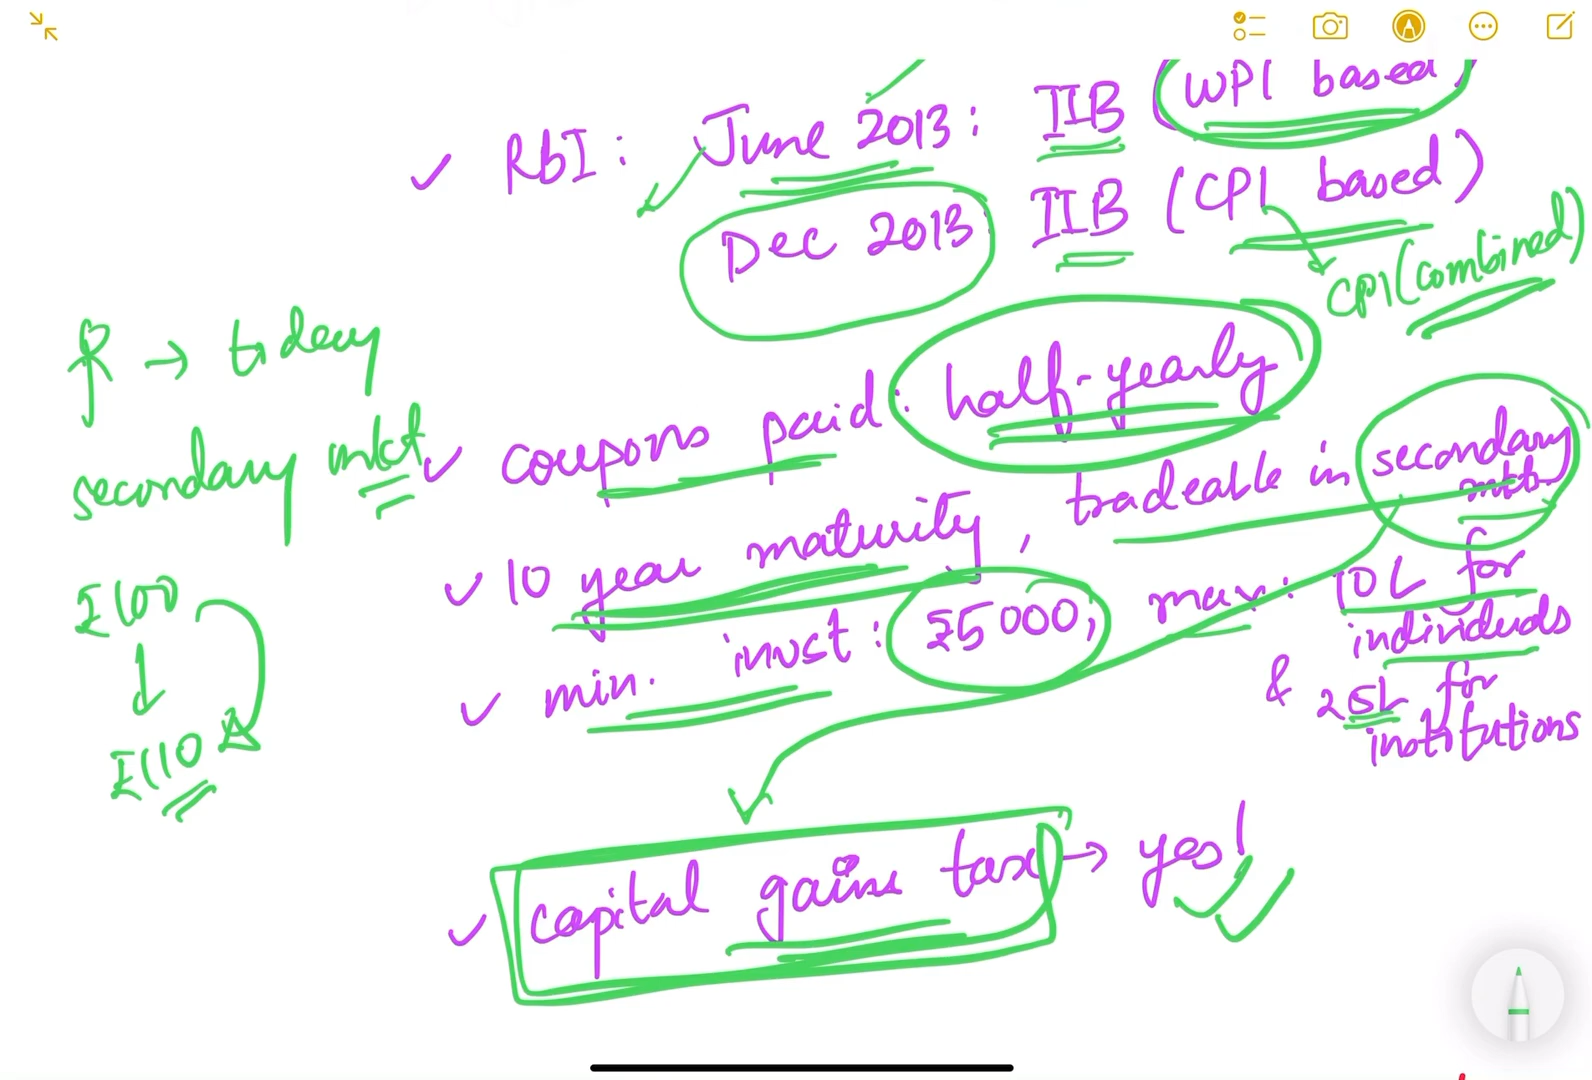 RbI : June 2013 : IIB (WPI based)
Dec 2013 : IIB (CPI based)
CPI (combined)
→ today
secondary mkt
coupons paid : half-yearly
10 year maturity , tradeable in secondary mkt
min. invst : ₹5000, max : 10L for individuals
& 25L for institutions
₹100
₹110
capital gains tax → yes!